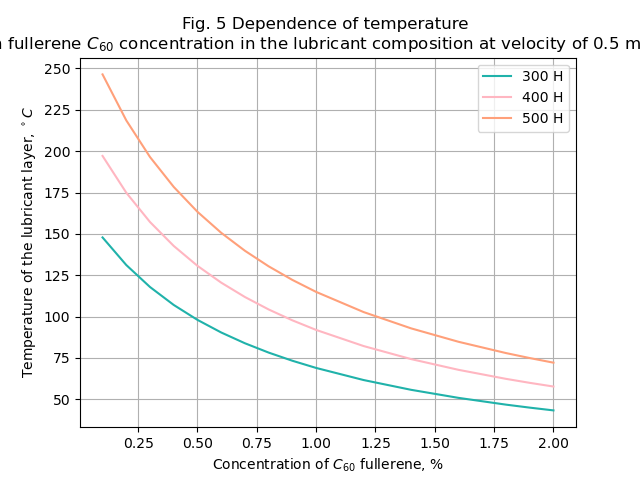 Fig. 5 Dependence of temperature
fullerene C60 concentration in the lubricant composition at velocity of 0.5 m
300 H
400 H
500 H
Temperature of the lubricant layer, °C
250
225
200
175
150
125
100
75
50
0.25 0.50 0.75 1.00 1.25 1.50 1.75 2.00
Concentration of C60 fullerene, %